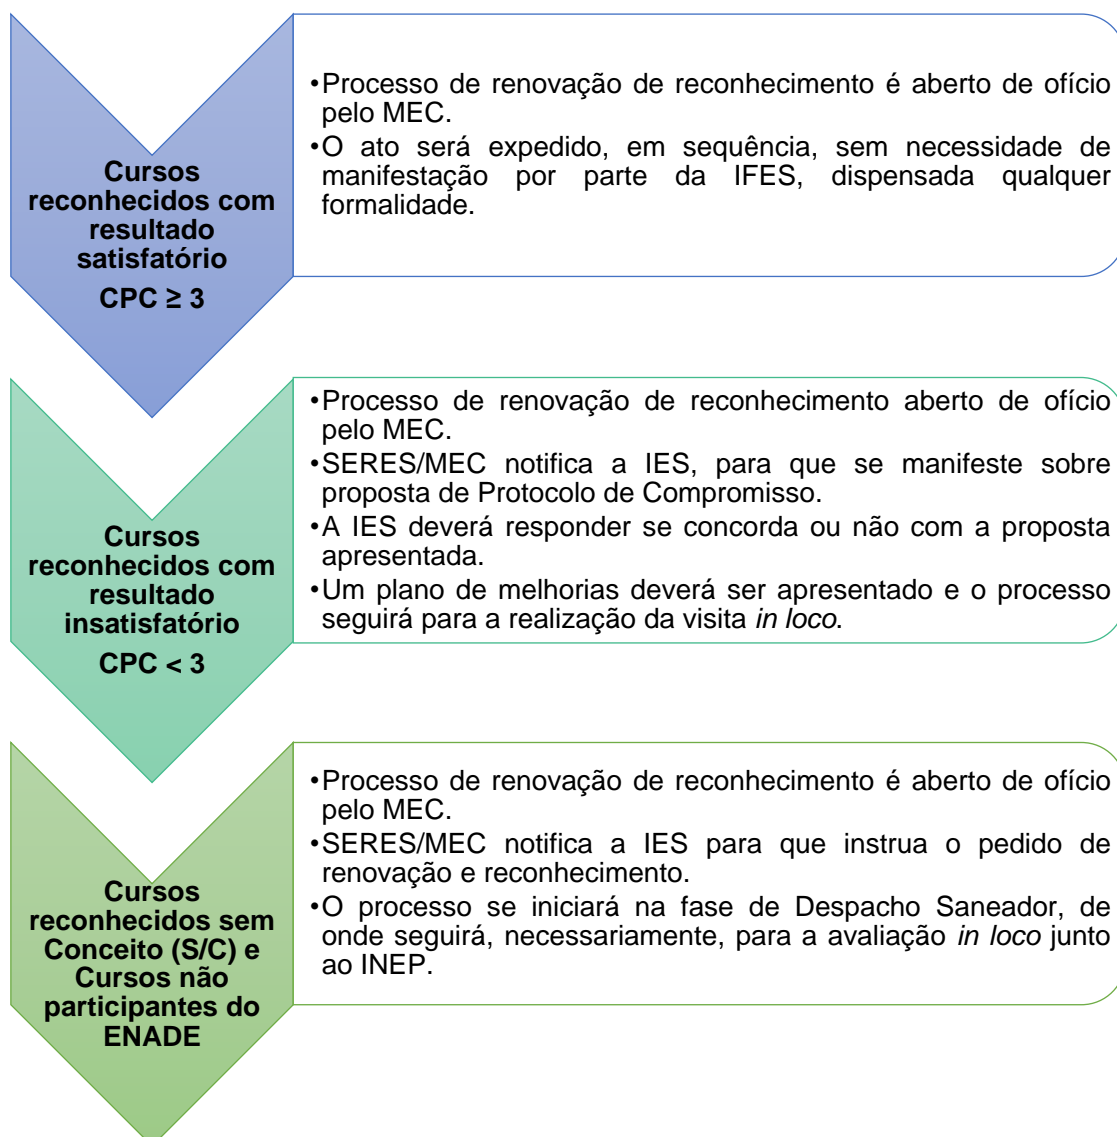 Cursos
reconhecidos com
resultado
satisfatório
CPC ≥ 3
•Processo de renovação de reconhecimento é aberto de ofício
pelo MEC.
•O ato será expedido, em sequência, sem necessidade de
manifestação por parte da IFES, dispensada qualquer
formalidade.
Cursos
reconhecidos com
resultado
insatisfatório
CPC < 3
•Processo de renovação de reconhecimento aberto de ofício
pelo MEC.
•SERES/MEC notifica a IES, para que se manifeste sobre
proposta de Protocolo de Compromisso.
•A IES deverá responder se concorda ou não com a proposta
apresentada.
•Um plano de melhorias deverá ser apresentado e o processo
seguirá para a realização da visita in loco.
Cursos
reconhecidos sem
Conceito (S/C) e
Cursos não
participantes do
ENADE
•Processo de renovação de reconhecimento é aberto de ofício
pelo MEC.
•SERES/MEC notifica a IES para que instrua o pedido de
renovação e reconhecimento.
•O processo se iniciará na fase de Despacho Saneador, de
onde seguirá, necessariamente, para a avaliação in loco junto
ao INEP.